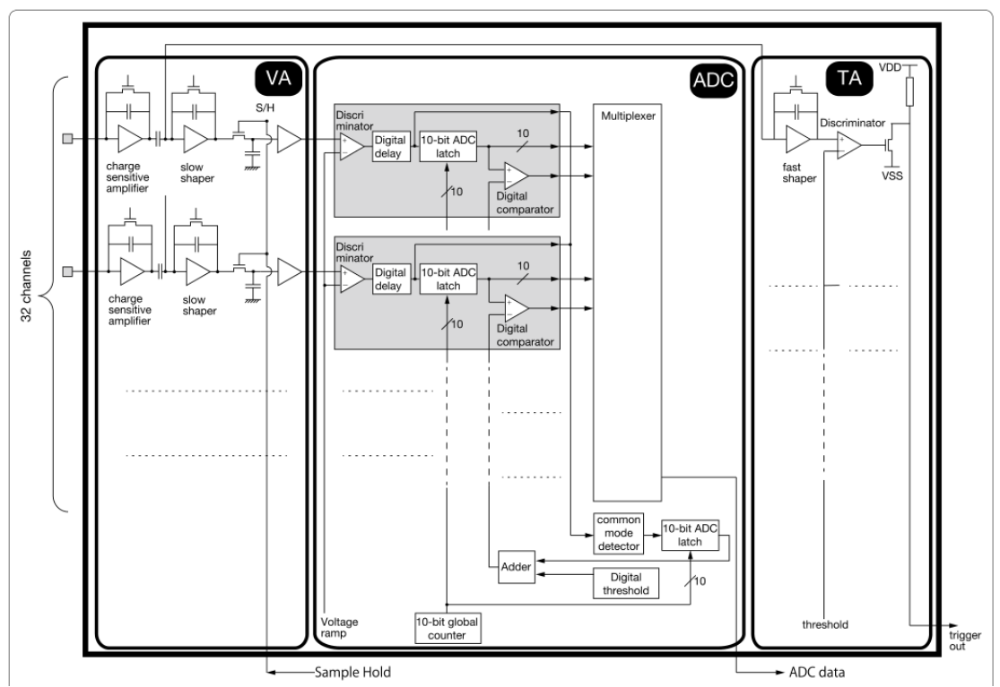 VA
ADC
TA
VDD
S/H
Discri
minator
Digital
delay
10-bit ADC
latch
10
10
Digital
comparator
Multiplexer
Discriminator
fast
shaper
VSS
charge
sensitive
amplifier
slow
shaper
32 channels
Discri
minator
Digital
delay
10-bit ADC
latch
10
10
Digital
comparator
charge
sensitive
amplifier
slow
shaper
common
mode
detector
10-bit ADC
latch
Adder
Digital
threshold
10
Voltage
ramp
10-bit global
counter
threshold
trigger
out
Sample Hold
ADC data